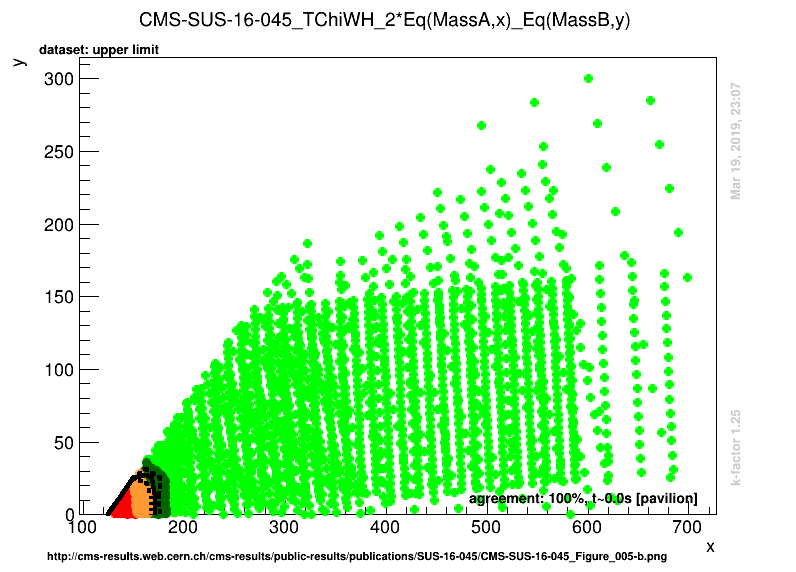 CMS-SUS-16-045_TChiWH_2*Eq(MassA,x)_Eq(MassB,y)
dataset: upper limit
y
300
250
200
150
100
50
0
100 200 300 400 500 600 700
x
Mar 19, 2019, 23:07
k-factor 1.25
agreement: 100%, t~0.0s [pavilion]
http://cms-results.web.cern.ch/cms-results/public-results/publications/SUS-16-045/CMS-SUS-16-045_Figure_005-b.png